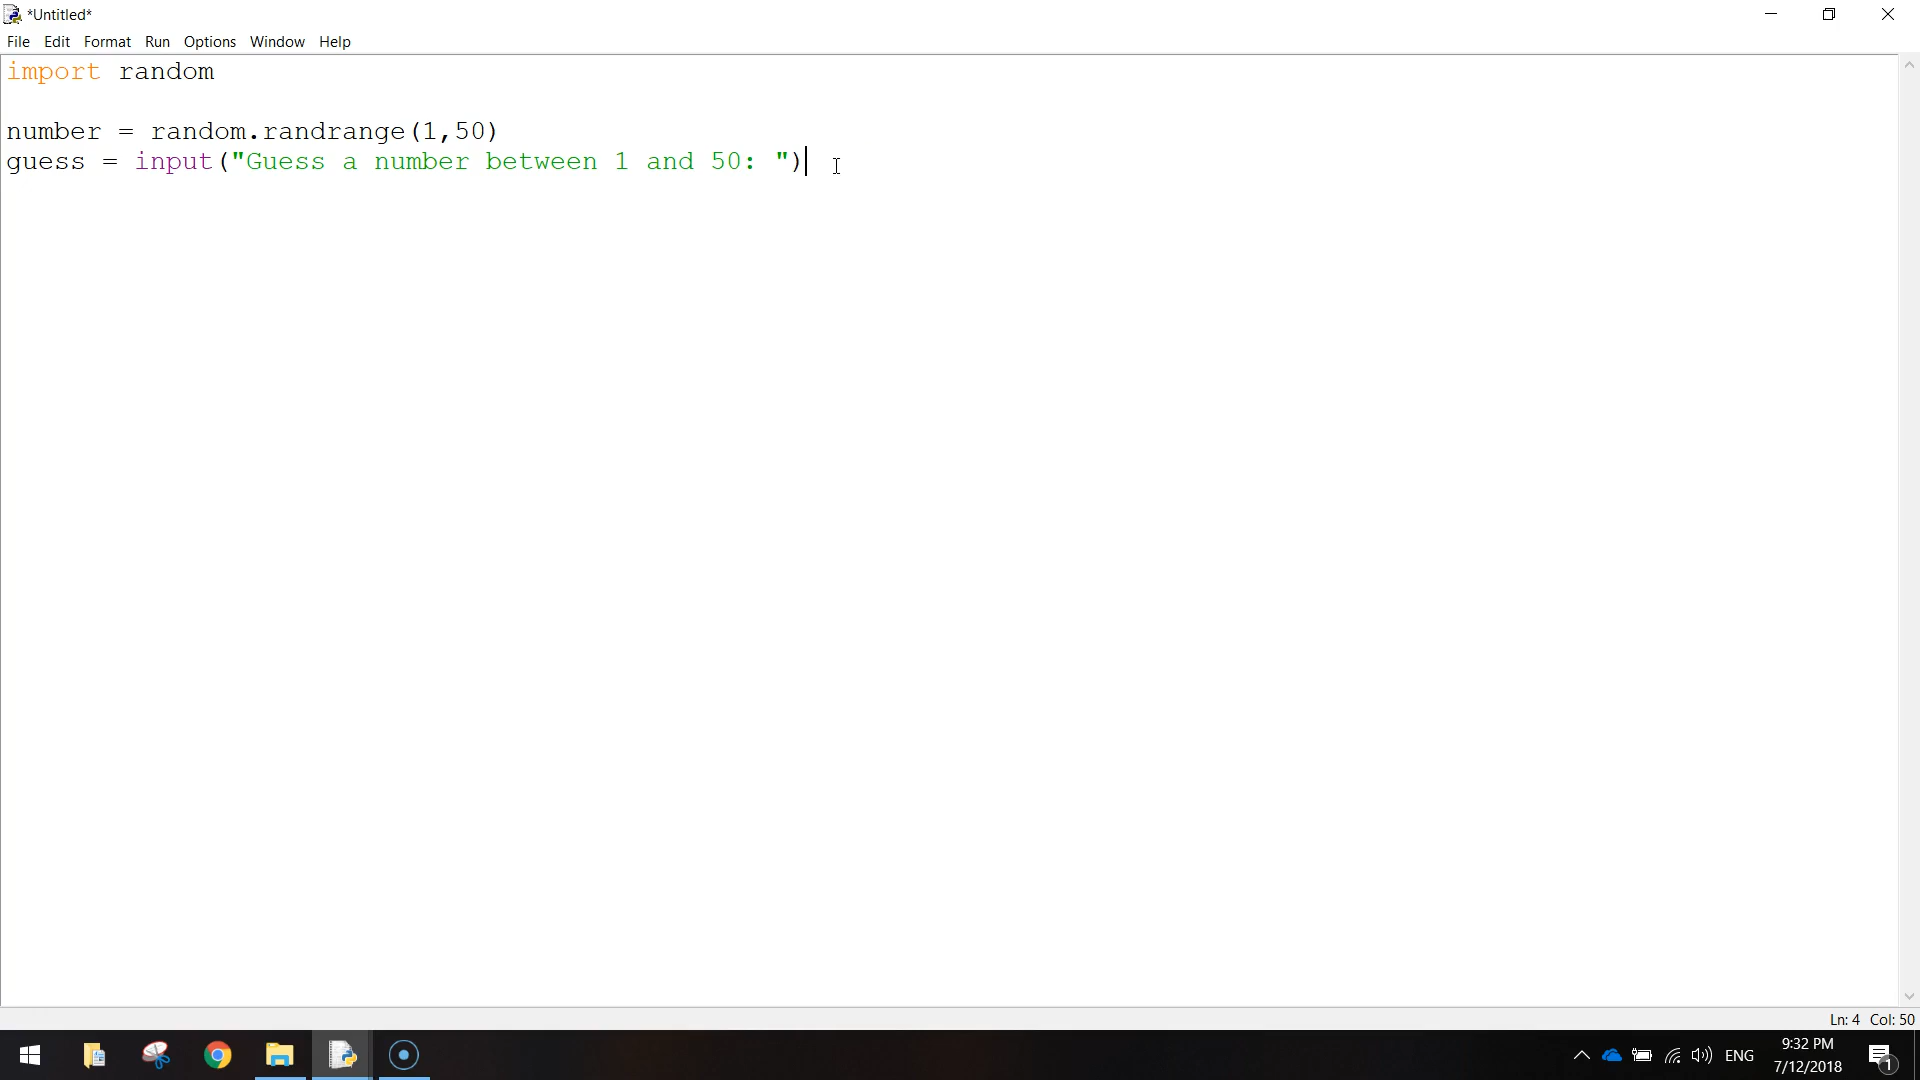 *Untitled*
File Edit Format Run Options Window Help
import random
number = random.randrange(1,50)
guess = input("Guess a number between 1 and 50: ")
Ln: 4 Col: 50
ENG
9:32 PM
7/12/2018
1